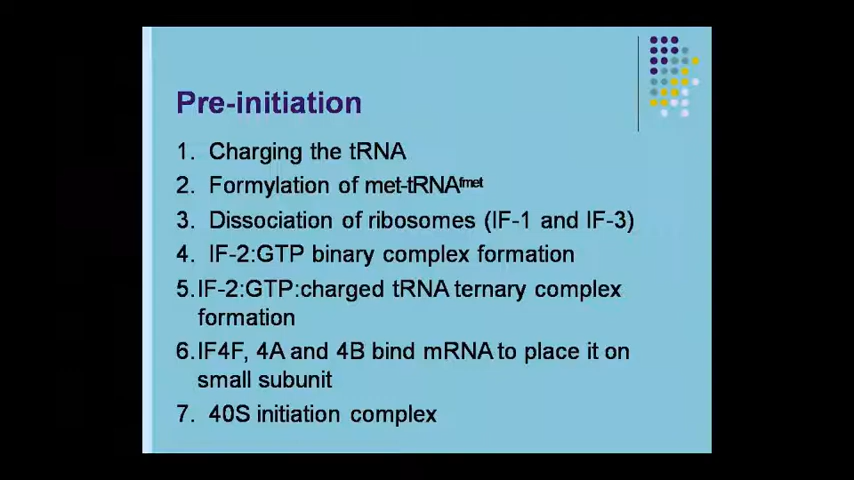 Pre-initiation
1. Charging the tRNA
2. Formylation of met-tRNAfmet
3. Dissociation of ribosomes (IF-1 and IF-3)
4. IF-2:GTP binary complex formation
5. IF-2:GTP:charged tRNA ternary complex
formation
6. IF4F, 4A and 4B bind mRNA to place it on
small subunit
7. 40S initiation complex